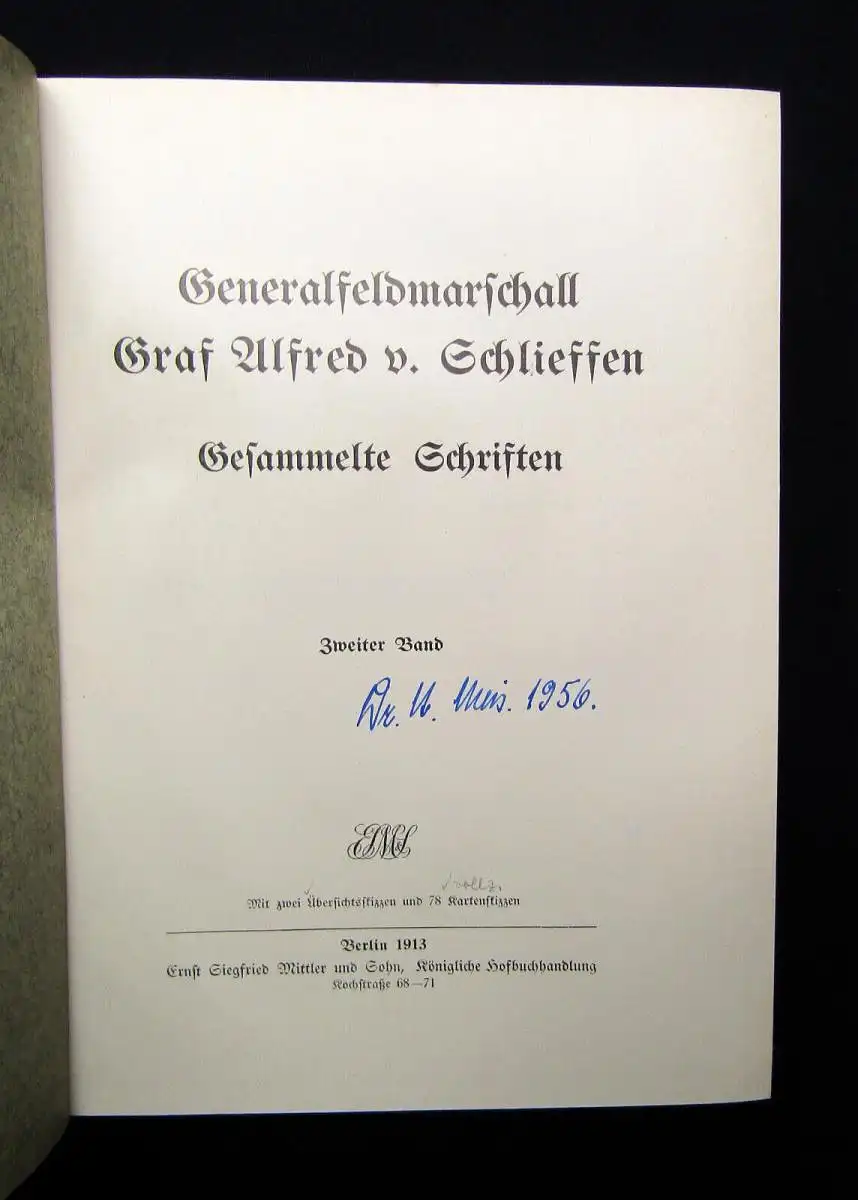 Generalfeldmarſchall
Graf Alfred v. Schlieffen
Geſammelte Schriften
Zweiter Band
Dr. U. 1956.
vollz.
Mit zwei Überſichtsſkizzen und 78 Kartenſkizzen
Berlin 1913
Ernſt Siegfried Mittler und Sohn, Königliche Hofbuchhandlung
Kochſtraße 68—71